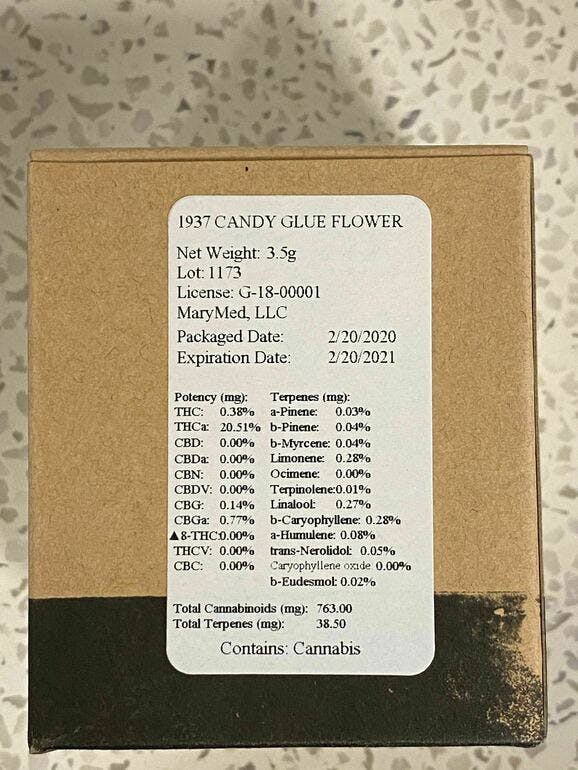 1937 CANDY GLUE FLOWER
Net Weight: 3.5g
Lot: 1173
License: G-18-00001
MaryMed, LLC
Packaged Date: 2/20/2020
Expiration Date: 2/20/2021
Potency (mg): Terpenes (mg):
THC: 0.38% a-Pinene: 0.03%
THCa: 20.51% b-Pinene: 0.04%
CBD: 0.00% b-Myrcene: 0.04%
CBDa: 0.00% Limonene: 0.28%
CBN: 0.00% Ocimene: 0.00%
CBDV: 0.00% Terpinolene:0.01%
CBG: 0.14% Linalool: 0.27%
CBGa: 0.77% b-Caryophyllene: 0.28%
▲8-THC:0.00% a-Humulene: 0.08%
THCV: 0.00% trans-Nerolidol: 0.05%
CBC: 0.00% Caryophyllene oxide 0.00%
b-Eudesmol: 0.02%
Total Cannabinoids (mg): 763.00
Total Terpenes (mg): 38.50
Contains: Cannabis